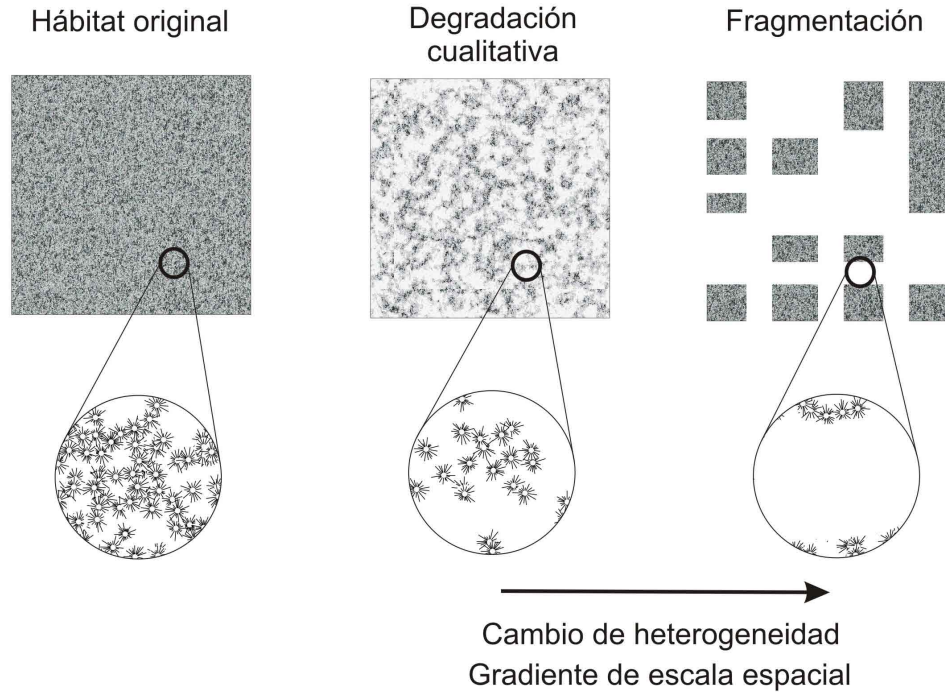 Hábitat original
Degradación
cualitativa
Fragmentación
Cambio de heterogeneidad
Gradiente de escala espacial